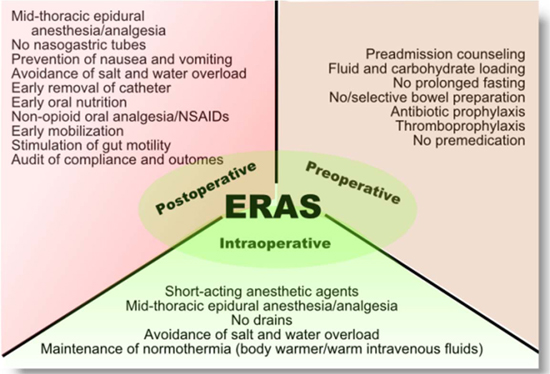 Mid-thoracic epidural
anesthesia/analgesia
No nasogastric tubes
Prevention of nausea and vomiting
Avoidance of salt and water overload
Early removal of catheter
Early oral nutrition
Non-opioid oral analgesia/NSAIDs
Early mobilization
Stimulation of gut motility
Audit of compliance and outcomes
Preadmission counseling
Fluid and carbohydrate loading
No prolonged fasting
No/selective bowel preparation
Antibiotic prophylaxis
Thromboprophylaxis
No premedication
Postoperative
Preoperative
ERAS
Intraoperative
Short-acting anesthetic agents
Mid-thoracic epidural anesthesia/analgesia
No drains
Avoidance of salt and water overload
Maintenance of normothermia (body warmer/warm intravenous fluids)